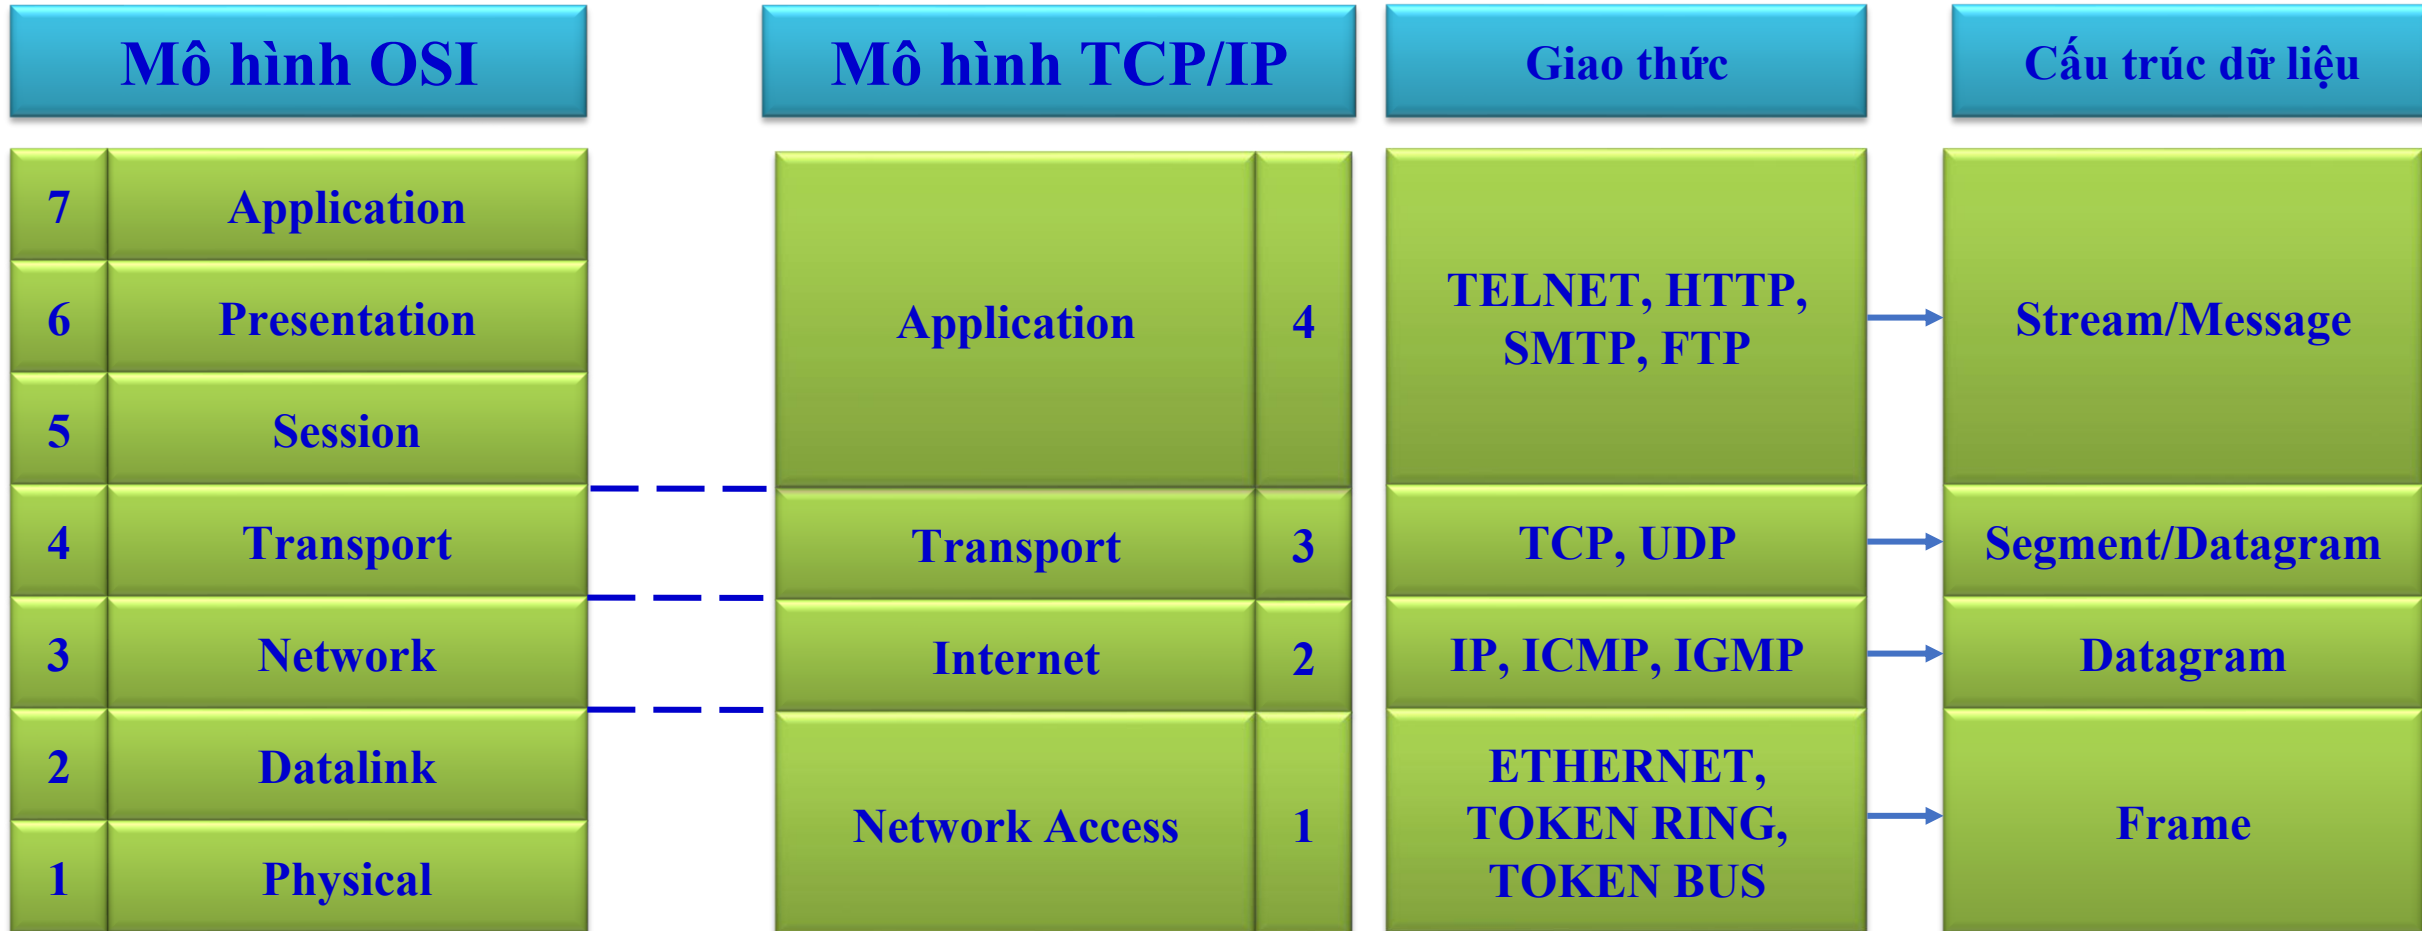 Mô hình OSI
Mô hình TCP/IP
Giao thức
Cấu trúc dữ liệu
7 Application
6 Presentation
5 Session
4 Transport
3 Network
2 Datalink
1 Physical
Application 4
Transport 3
Internet 2
Network Access 1
TELNET, HTTP,
SMTP, FTP
TCP, UDP
IP, ICMP, IGMP
ETHERNET,
TOKEN RING,
TOKEN BUS
Stream/Message
Segment/Datagram
Datagram
Frame